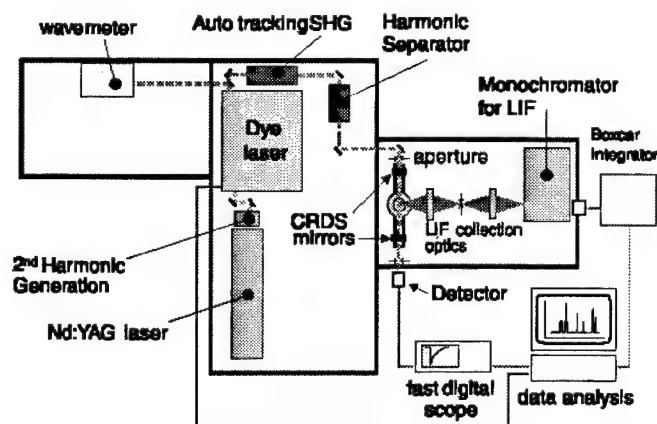 wavemeter
Auto trackingSHG
Harmonic
Separator
Monochromator
for LIF
Boxcar
Integrator
Dye
laser
aperture
CRDS
mirrors
LIF collection
optics
2nd Harmonic
Generation
Detector
Nd:YAG laser
fast digital
scope
data analysis